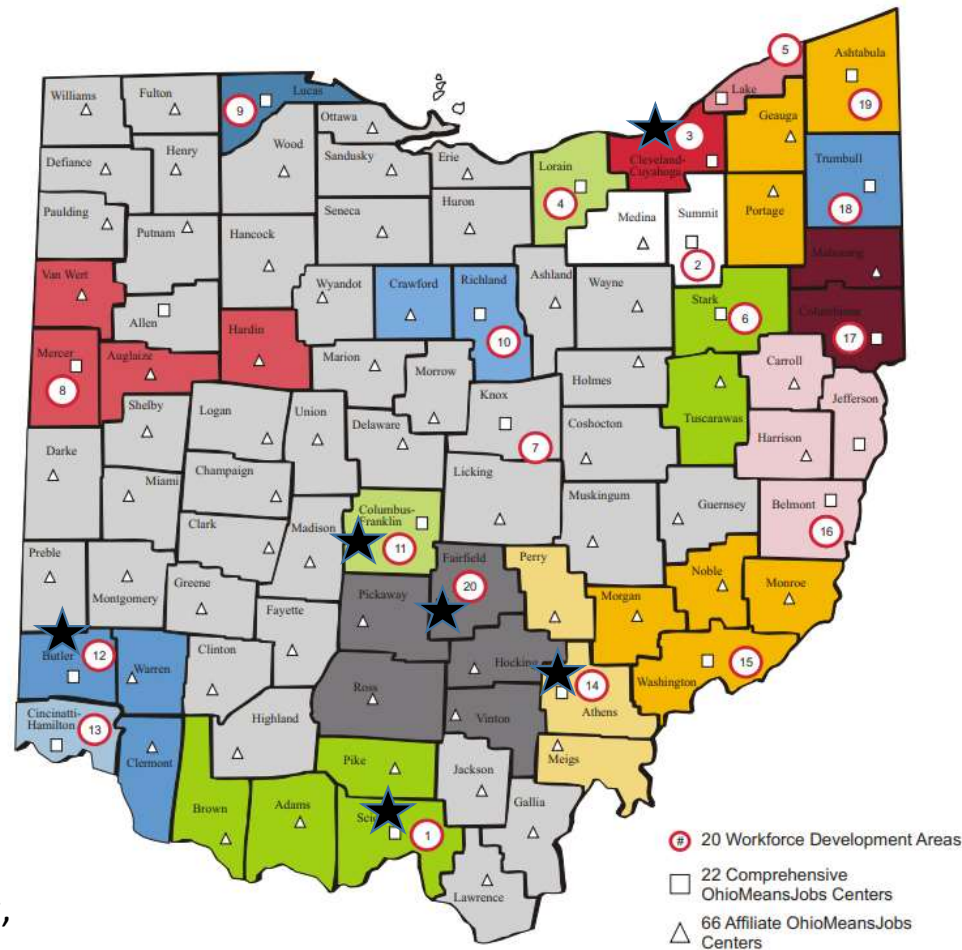 5
Ashtabula
19
Lake
Geauga
Williams
Fulton
9
Lucas
Ottawa
3
Cleveland-
Cuyahoga
Trumbull
18
Defiance
Henry
Wood
Sandusky
Erie
Lorain
4
Medina
Summit
2
Portage
Paulding
Putnam
Hancock
Seneca
Huron
Mahoning
Van Wert
Allen
Wyandot
Crawford
Richland
10
Ashland
Wayne
Stark
6
Columbiana
17
Mercer
8
Auglaize
Hardin
Marion
Morrow
Holmes
Carroll
Jefferson
Tuscarawas
Harrison
Shelby
Logan
Union
Delaware
Knox
7
Coshocton
Darke
Miami
Champaign
Licking
Muskingum
Guernsey
Belmont
16
Clark
Madison
Columbus-
Franklin
11
Preble
Montgomery
Greene
Fayette
Pickaway
Fairfield
20
Perry
Morgan
Noble
Monroe
Butler
12
Warren
Clinton
Ross
Hocking
14
Athens
Washington
15
Cincinatti-
Hamilton
13
Clermont
Highland
Vinton
Meigs
Brown
Adams
Pike
Jackson
Gallia
1
Lawrence
,
# 20 Workforce Development Areas
22 Comprehensive
OhioMeansJobs Centers
66 Affiliate OhioMeansJobs
Centers